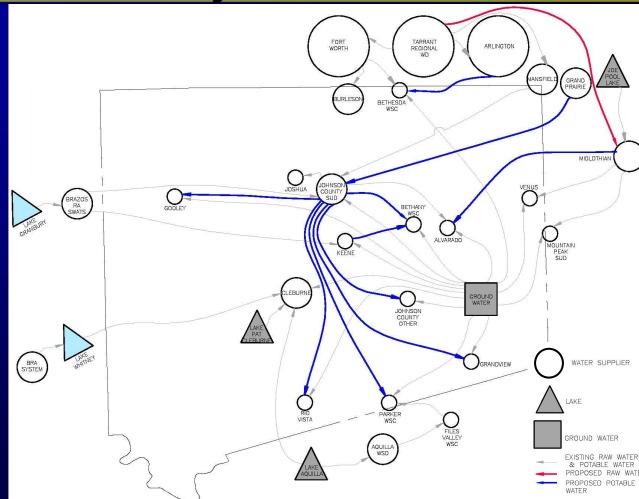 FORT
WORTH
TARRANT
REGIONAL
WD
ARLINGTON
MANSFIELD
GRAND
PRAIRIE
JOE
POOL
LAKE
BURLESON
BETHESDA
WSC
MIDLOTHIAN
JOSHUA
JOHNSON
COUNTY
SUD
VENUS
BRAZOS
RA
SWATS
LAKE
GRANBURY
GODLEY
BETHANY
WSC
ALVARADO
KEENE
MOUNTAIN
PEAK
SUD
CLEBURNE
GROUND
WATER
JOHNSON
COUNTY
OTHER
LAKE
PAT
CLEBURNE
LAKE
WHITNEY
BRA
SYSTEM
GRANDVIEW
WATER SUPPLIER
RIO
VISTA
PARKER
WSC
FILES
VALLEY
WSC
LAKE
AQUILLA
WSD
LAKE
AQUILLA
GROUND WATER
EXISTING RAW WATER
& POTABLE WATER
PROPOSED RAW WATE
PROPOSED POTABLE
WATER